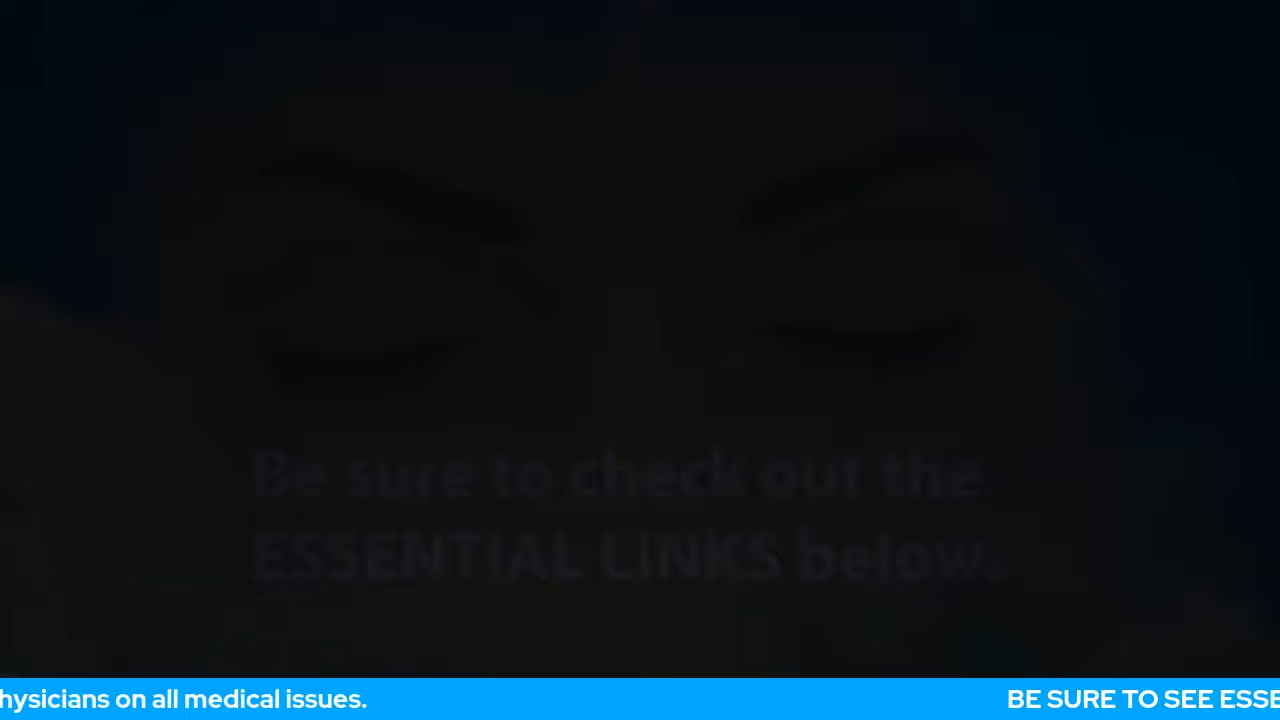 Be sure to check out the
ESSENTIAL LINKS below.
hysicians on all medical issues.
BE SURE TO SEE ESSE